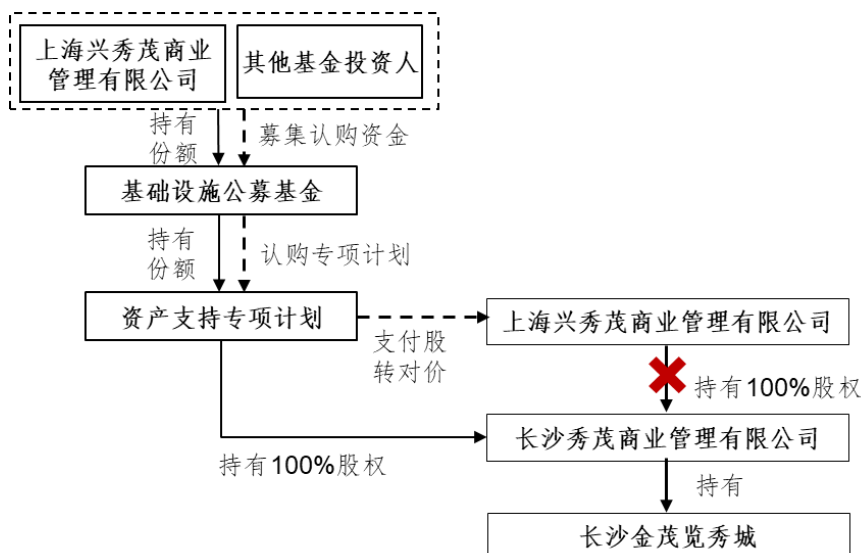 上海兴秀茂商业
管理有限公司
其他基金投资人
持有
份额
募集认购资金
基础设施公募基金
持有
份额
认购专项计划
资产支持专项计划
支付股
转对价
上海兴秀茂商业管理有限公司
持有100%股权
长沙秀茂商业管理有限公司
持有100%股权
持有
长沙金茂览秀城